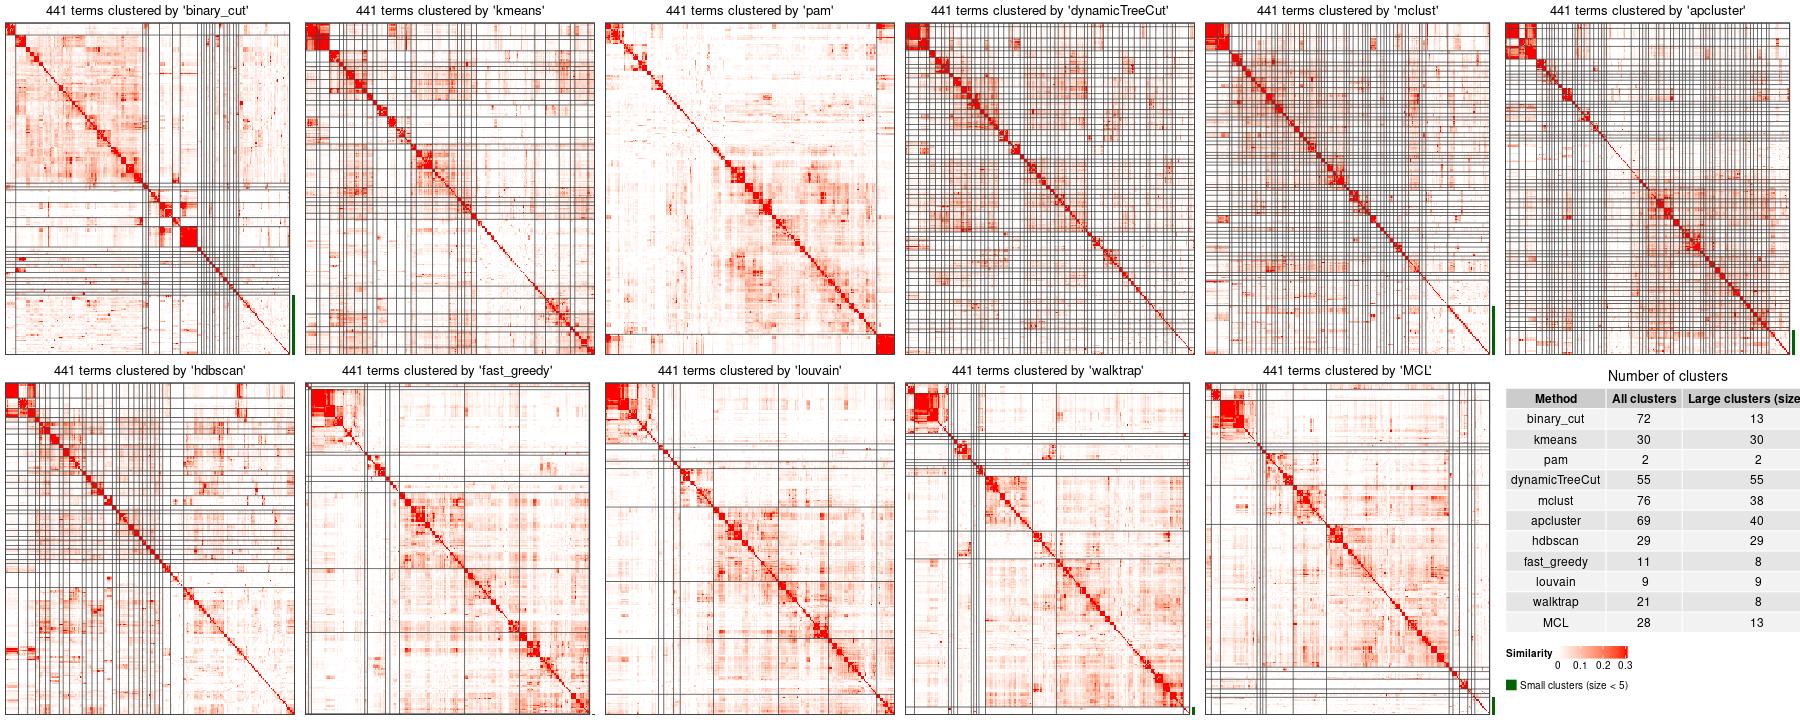 441 terms clustered by 'binary_cut'
441 terms clustered by 'kmeans'
441 terms clustered by 'pam'
441 terms clustered by 'dynamicTreeCut'
441 terms clustered by 'mclust'
441 terms clustered by 'apcluster'
441 terms clustered by 'hdbscan'
441 terms clustered by 'fast_greedy'
441 terms clustered by 'louvain'
441 terms clustered by 'walktrap'
441 terms clustered by 'MCL'
Number of clusters
Method All clusters Large clusters (size
binary_cut 72 13
kmeans 30 30
pam 2 2
dynamicTreeCut 55 55
mclust 76 38
apcluster 69 40
hdbscan 29 29
fast_greedy 11 8
louvain 9 9
walktrap 21 8
MCL 28 13
Similarity
0 0.1 0.2 0.3
Small clusters (size < 5)